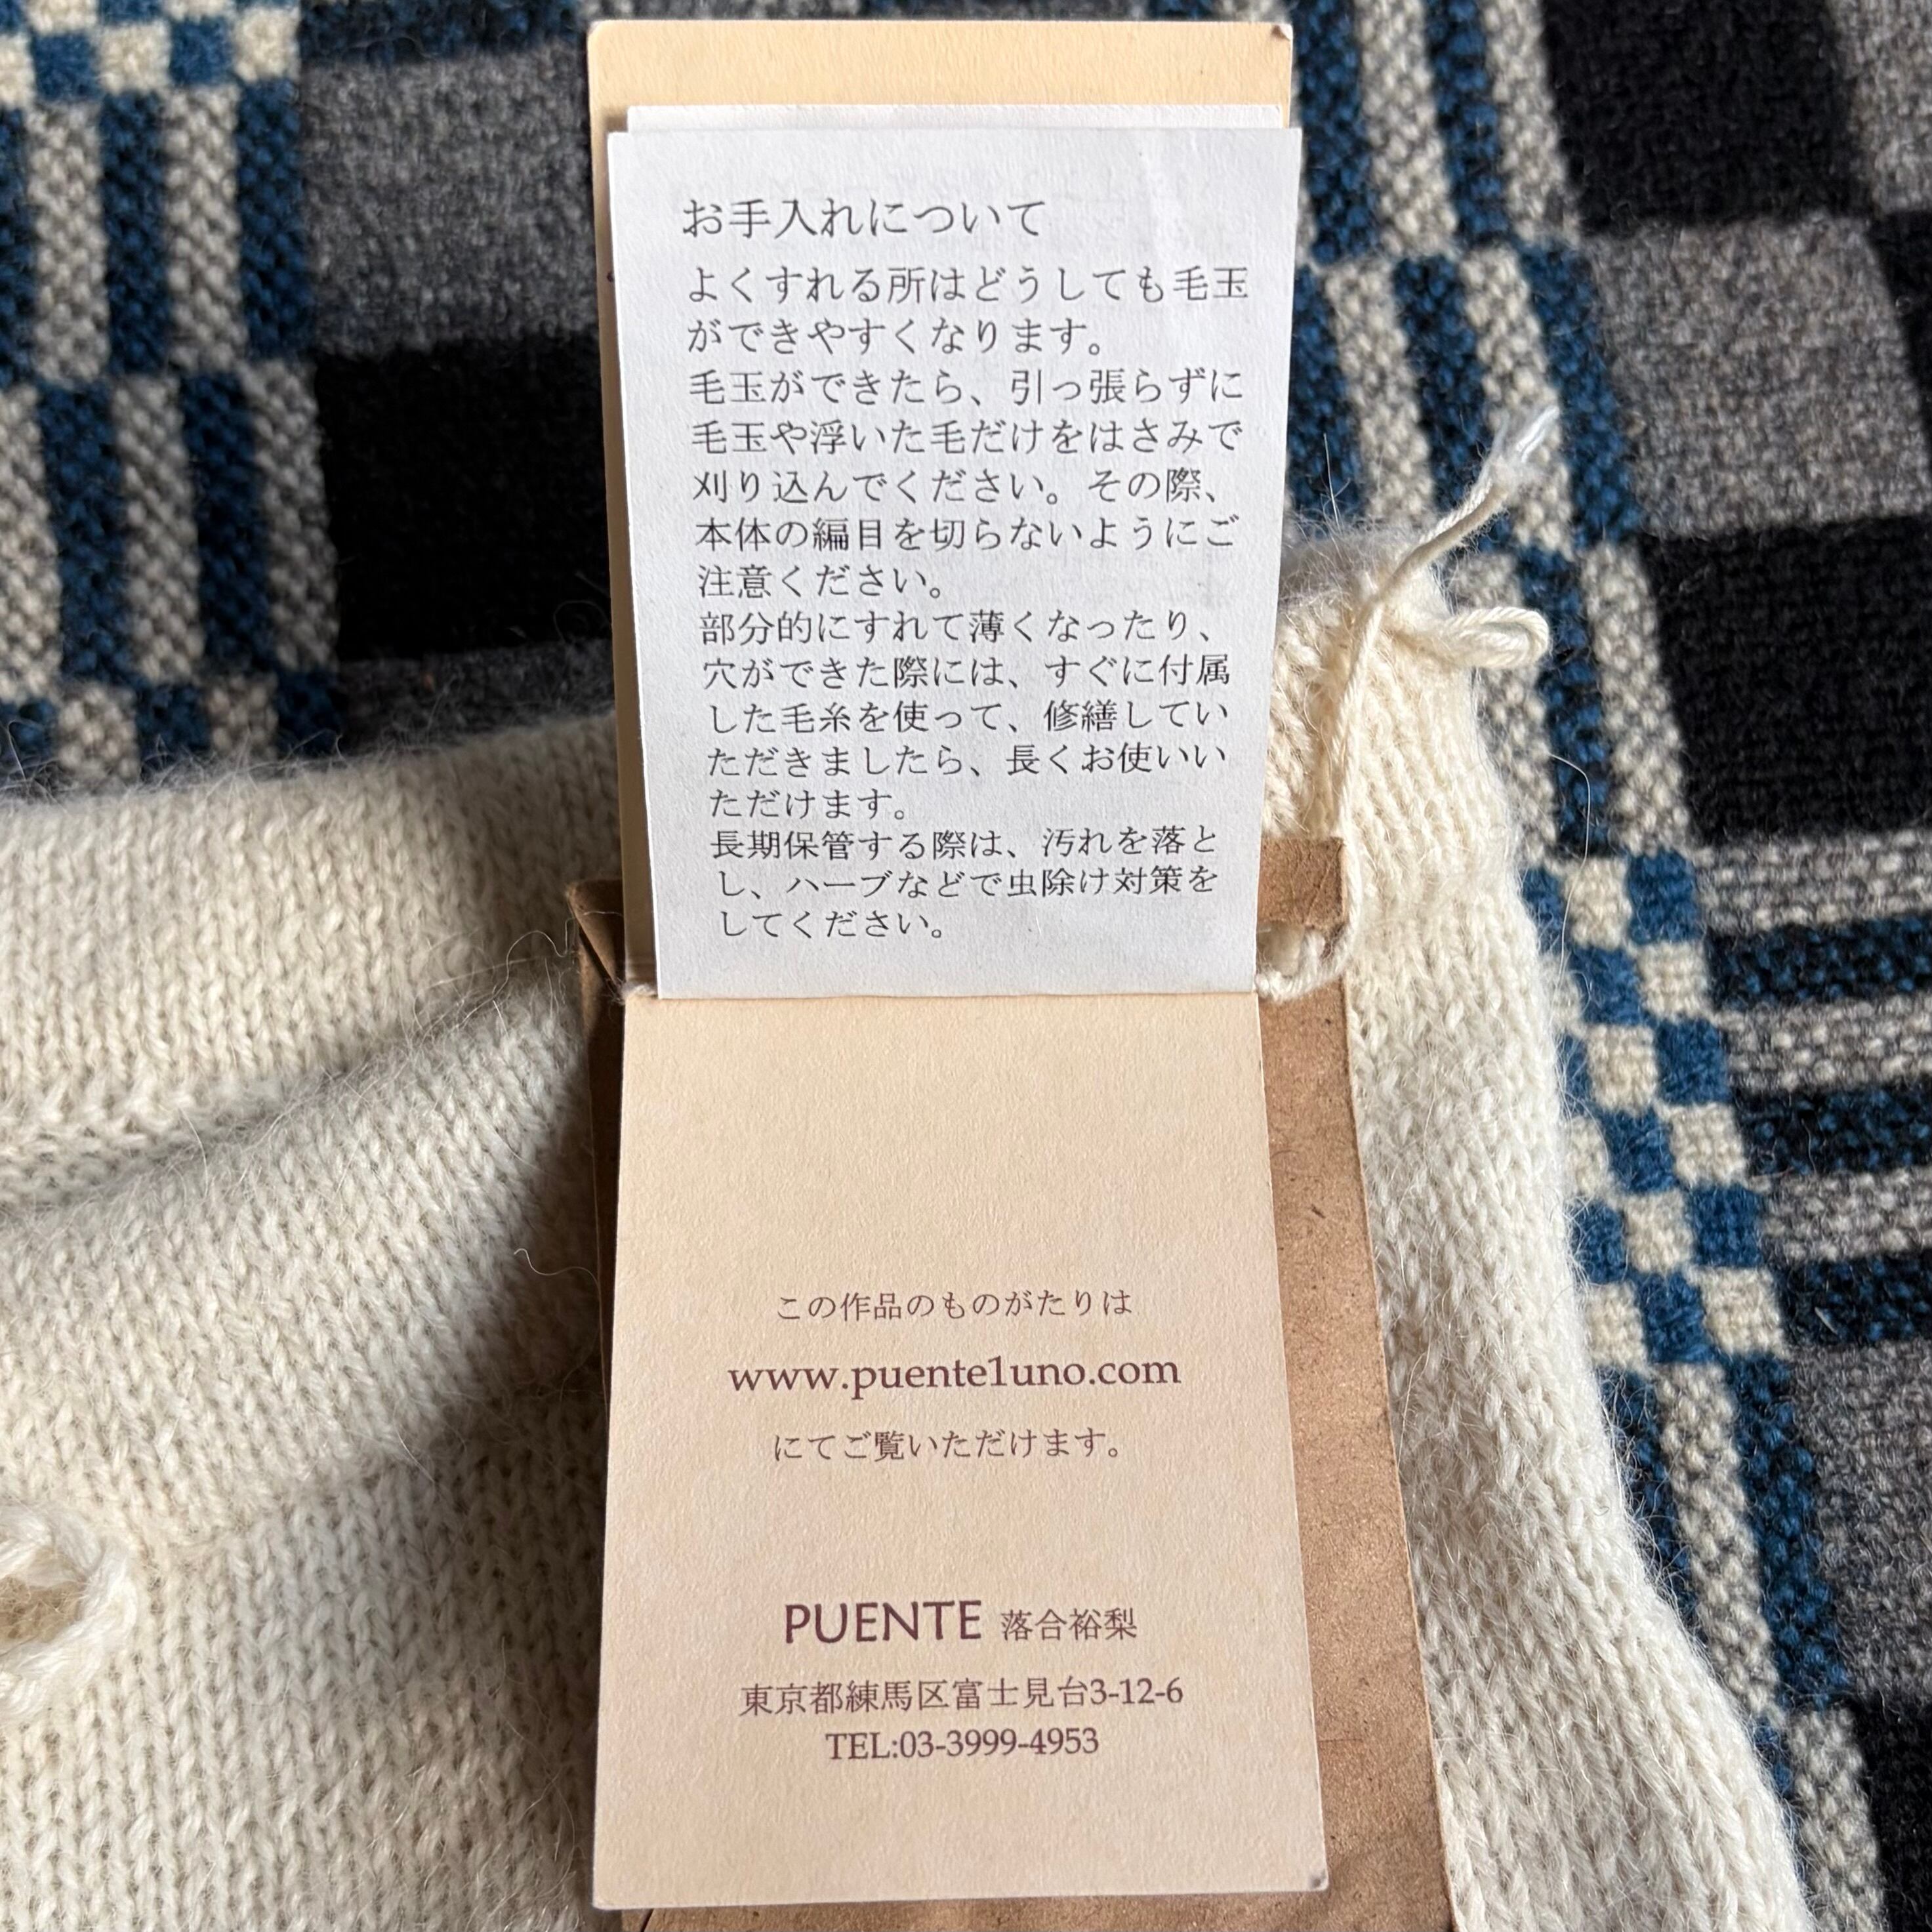 お手入れについて
よくすれる所はどうしても毛玉
ができやすくなります。
毛玉ができたら、引っ張らずに
毛玉や浮いた毛だけをはさみで
刈り込んでください。その際、
本体の編目を切らないようにご
注意ください。
部分的にすれて薄くなったり、
穴ができた際には、すぐに付属
した毛糸を使って、修繕してい
ただきましたら、長くお使いい
ただけます。
長期保管する際は、汚れを落と
し、ハーブなどで虫除け対策を
してください。
この作品のものがたりは
www.puente1uno.com
にてご覧いただけます。
PUENTE 落合裕梨
東京都練馬区富士見台3-12-6
TEL:03-3999-4953